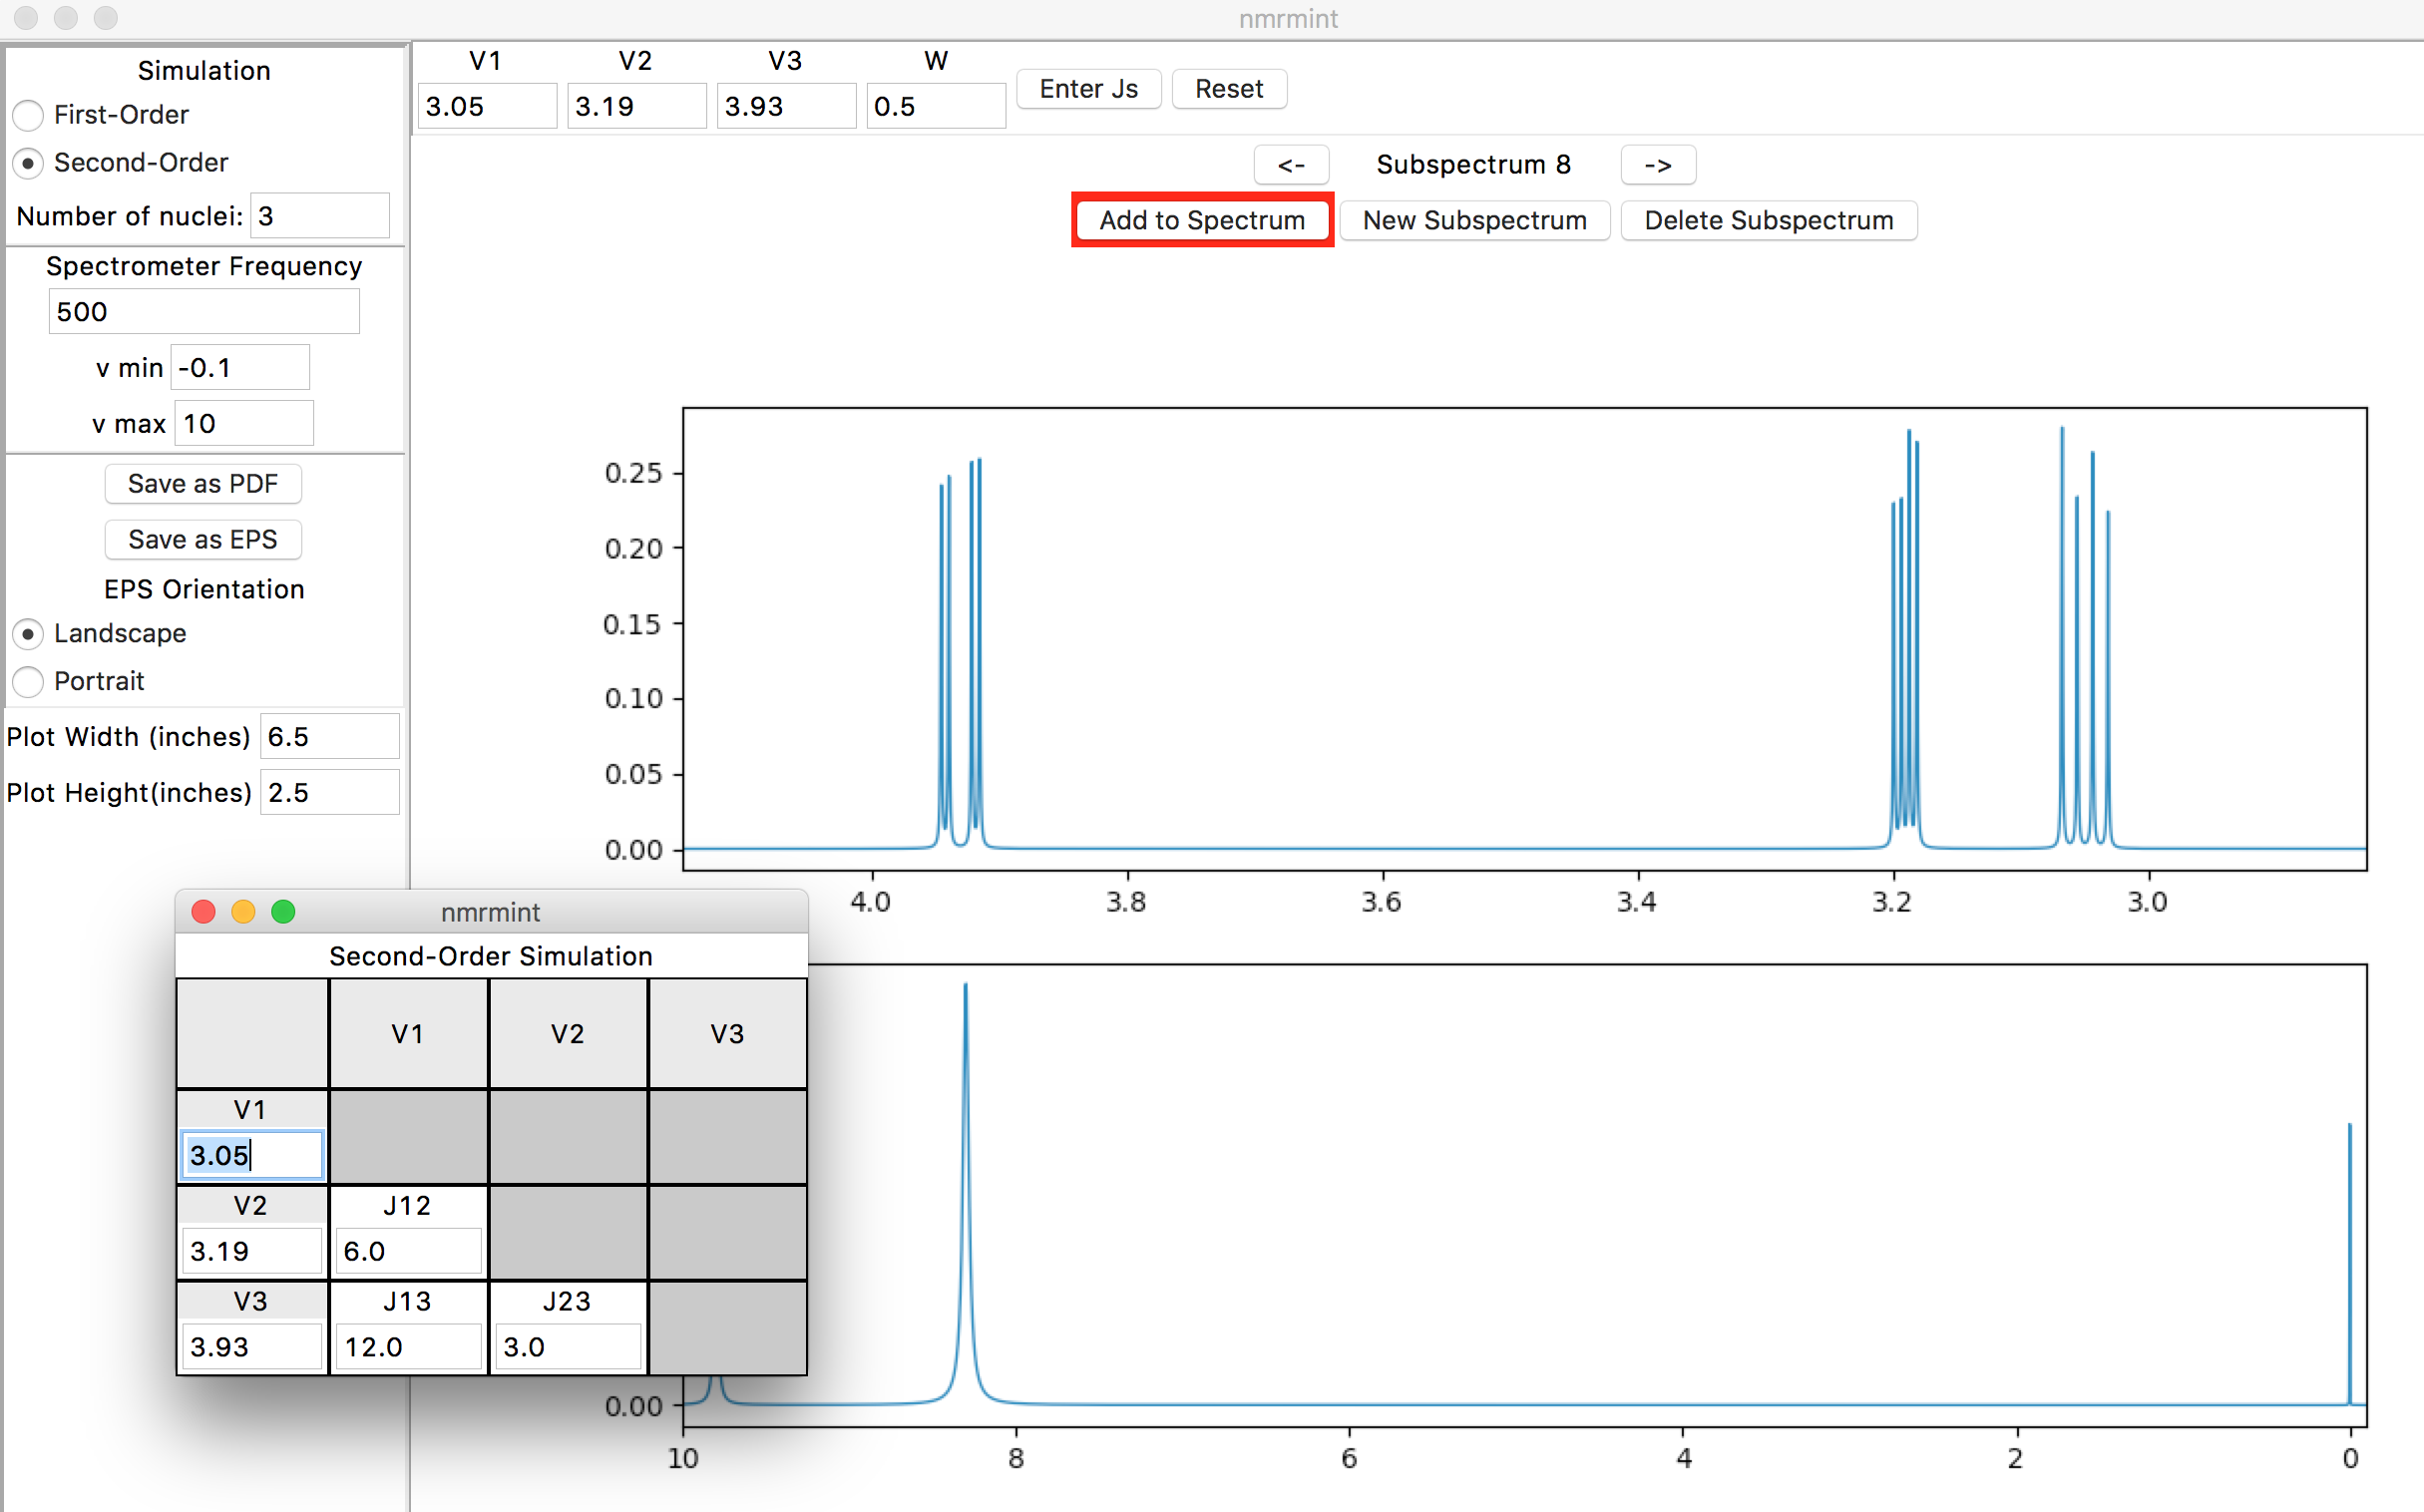 nmrmint
Simulation
First-Order
Second-Order
Number of nuclei: 3
Spectrometer Frequency
500
v min -0.1
v max 10
Save as PDF
Save as EPS
EPS Orientation
Landscape
Portrait
Plot Width (inches) 6.5
Plot Height(inches) 2.5
V1 V2 V3 W
3.05 3.19 3.93 0.5 Enter Js Reset
<- Subspectrum 8 ->
Add to Spectrum New Subspectrum Delete Subspectrum
0.25
0.20
0.15
0.10
0.05
0.00
4.0 3.8 3.6 3.4 3.2 3.0
nmrmint
Second-Order Simulation
V1 V2 V3
V1
3.05
V2 J12
3.19 6.0
V3 J13 J23
3.93 12.0 3.0
0.00
10 8 6 4 2 0